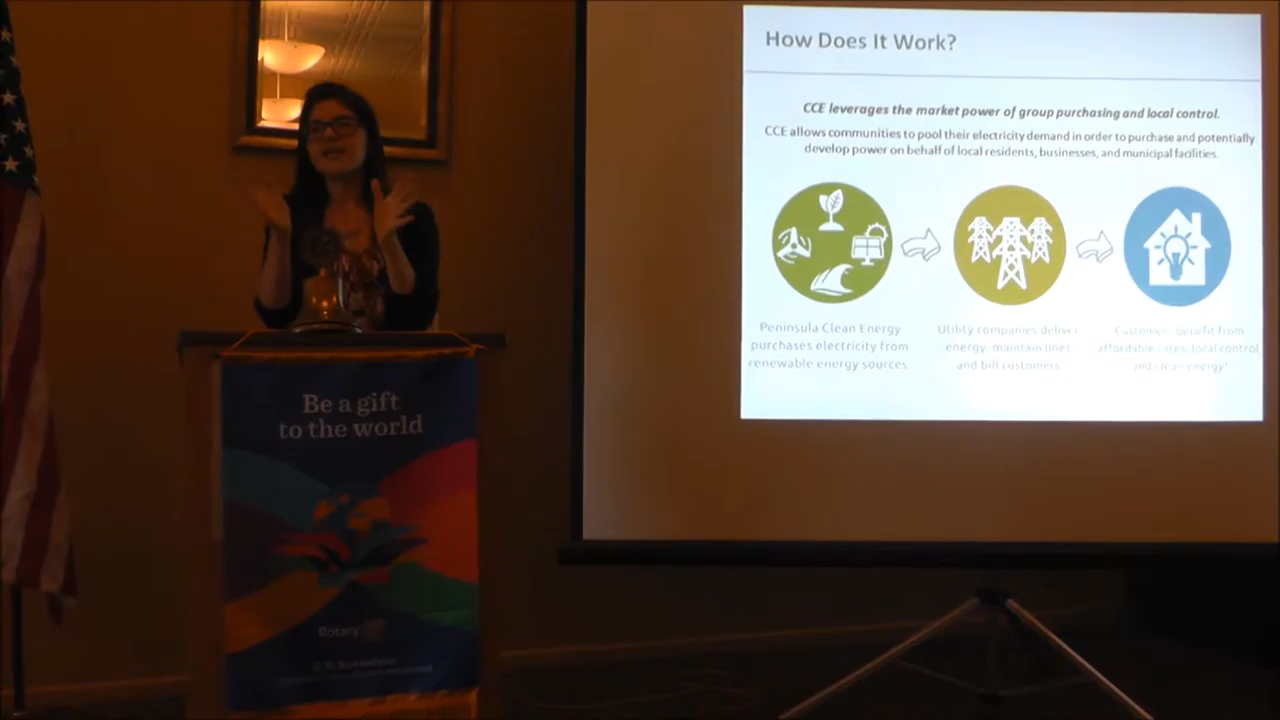 How Does It Work?
CCE leverages the market power of group purchasing and local control.
CCE allows communities to pool their electricity demand in order to purchase and potentially
develop power on behalf of local residents, businesses, and municipal facilities.
Peninsula Clean Energy
purchases electricity from
renewable energy sources.
Utility companies deliver
energy, maintain lines
and bill customers
Customers benefit from
affordable rates, local control
and clean energy!
Be a gift
to the world
Rotary